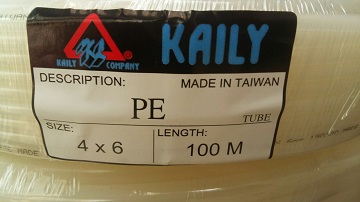 KAILY
KAILY COMPANY
DESCRIPTION: MADE IN TAIWAN
PE TUBE
SIZE: LENGTH:
4 x 6 100 M